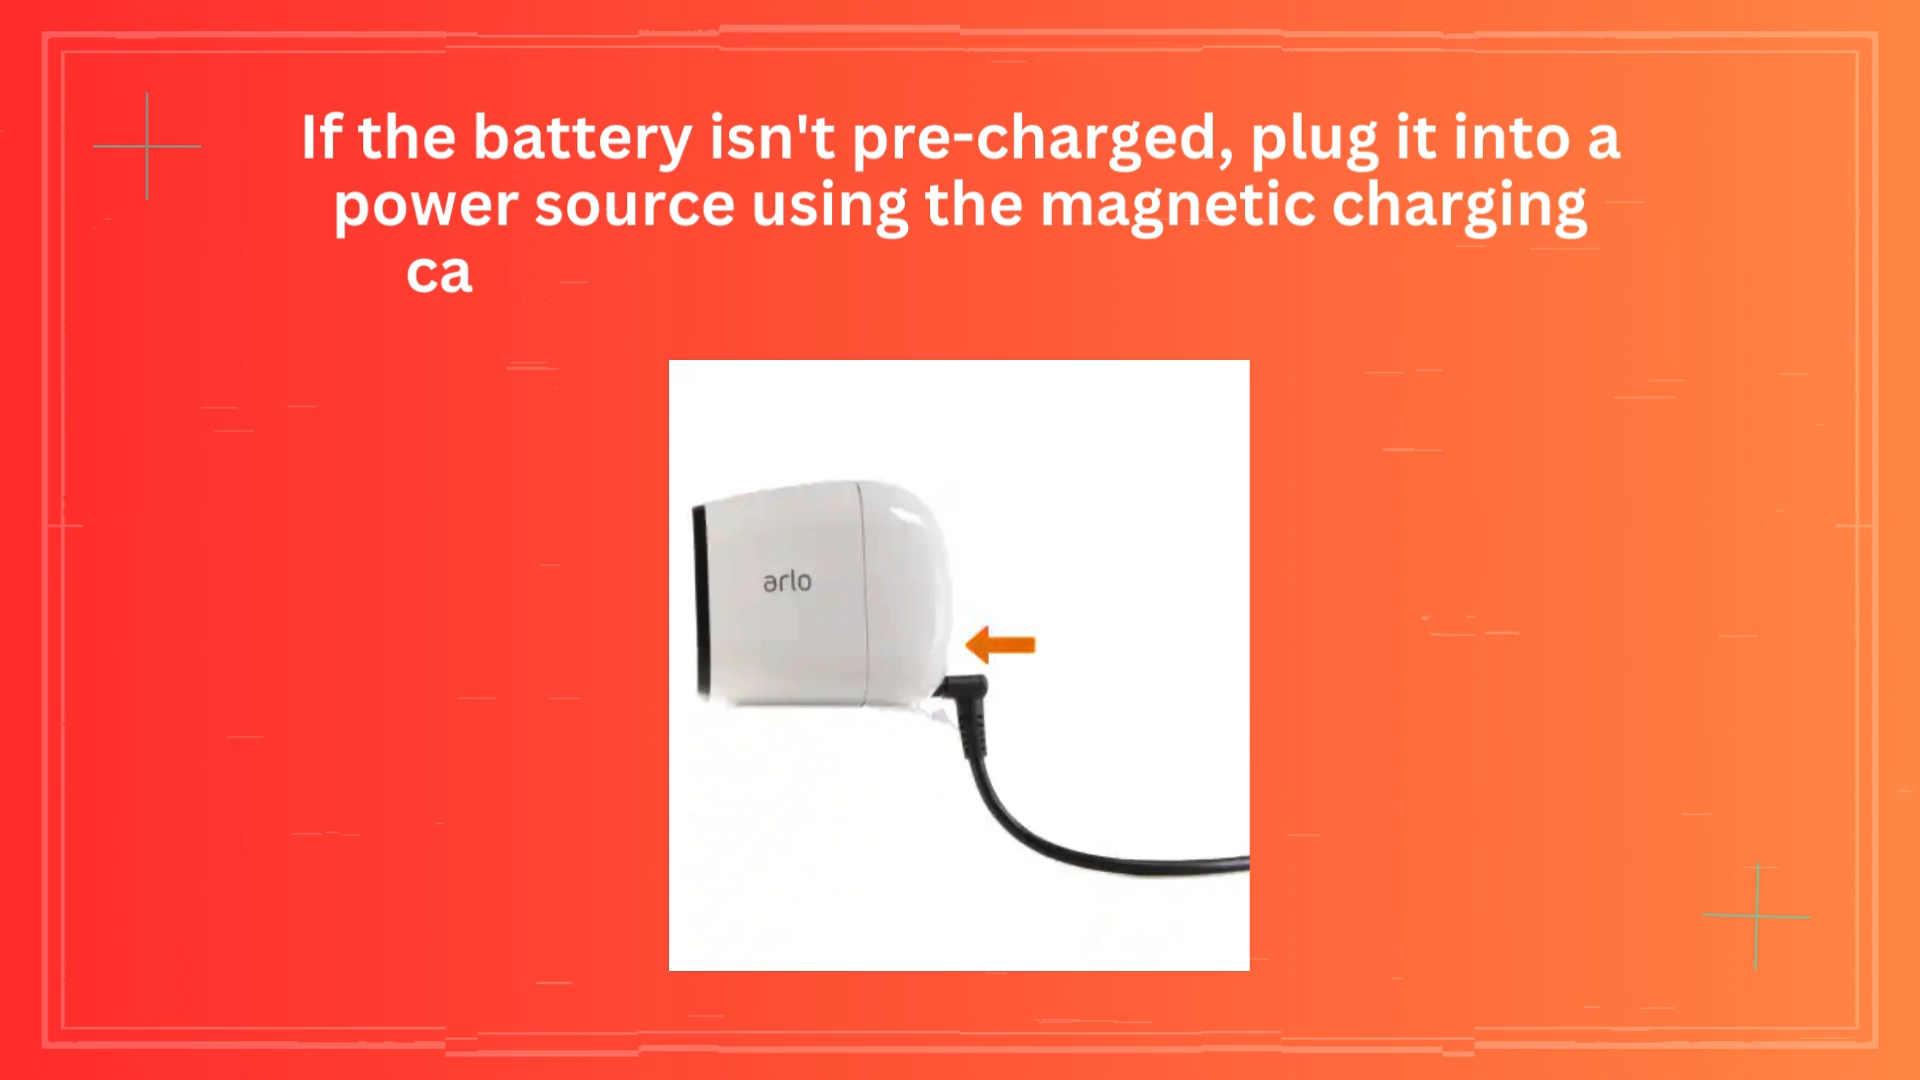 If the battery isn't pre-charged, plug it into a
power source using the magnetic charging
ca
arlo